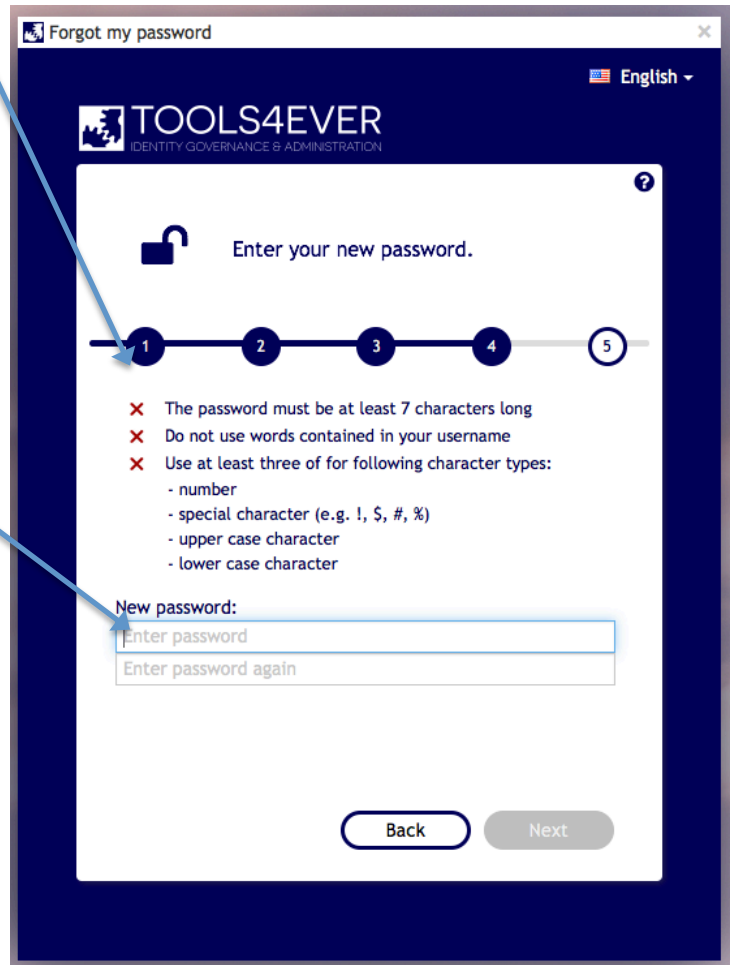 Forgot my password
English
TOOLS4EVER
IDENTITY GOVERNANCE & ADMINISTRATION
?
Enter your new password.
1 2 3 4 5
The password must be at least 7 characters long
Do not use words contained in your username
Use at least three of for following character types:
- number
- special character (e.g. !, $, #, %)
- upper case character
- lower case character
New password:
Enter password
Enter password again
Back Next